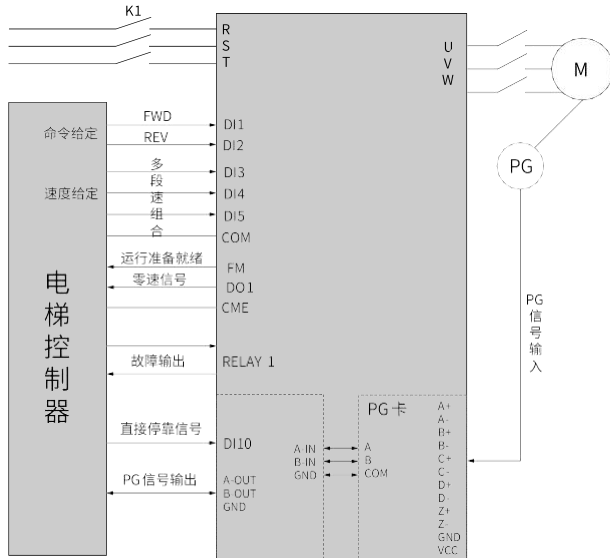 K1
R
S
T
U
V
W
M
PG
命令给定
FWD
REV
DI1
DI2
速度给定
多
段
速
组
合
DI3
DI4
DI5
COM
电
梯
控
制
器
运行准备就绪
零速信号
FM
DO1
CME
故障输出
RELAY 1
直接停靠信号
DI10
PG信号输出
A-OUT
B-OUT
GND
A-IN
B-IN
GND
PG卡
A
B
COM
A+
A-
B+
B-
C+
C-
D+
D-
Z+
Z-
GND
VCC
PG
信
号
输
入